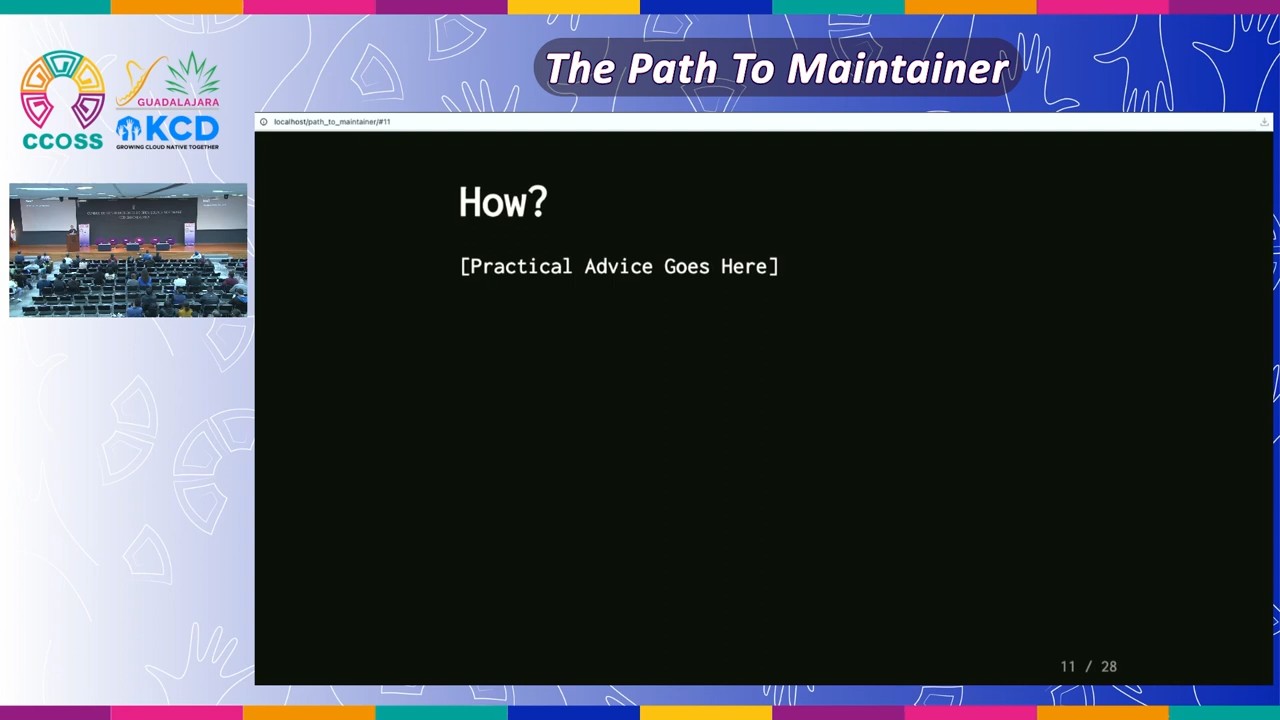 The Path To Maintainer
GUADALAJARA
CCOSS
KCD
GROWING CLOUD NATIVE TOGETHER
localhost/path_to_maintainer/#11
How?
[Practical Advice Goes Here]
11 / 28